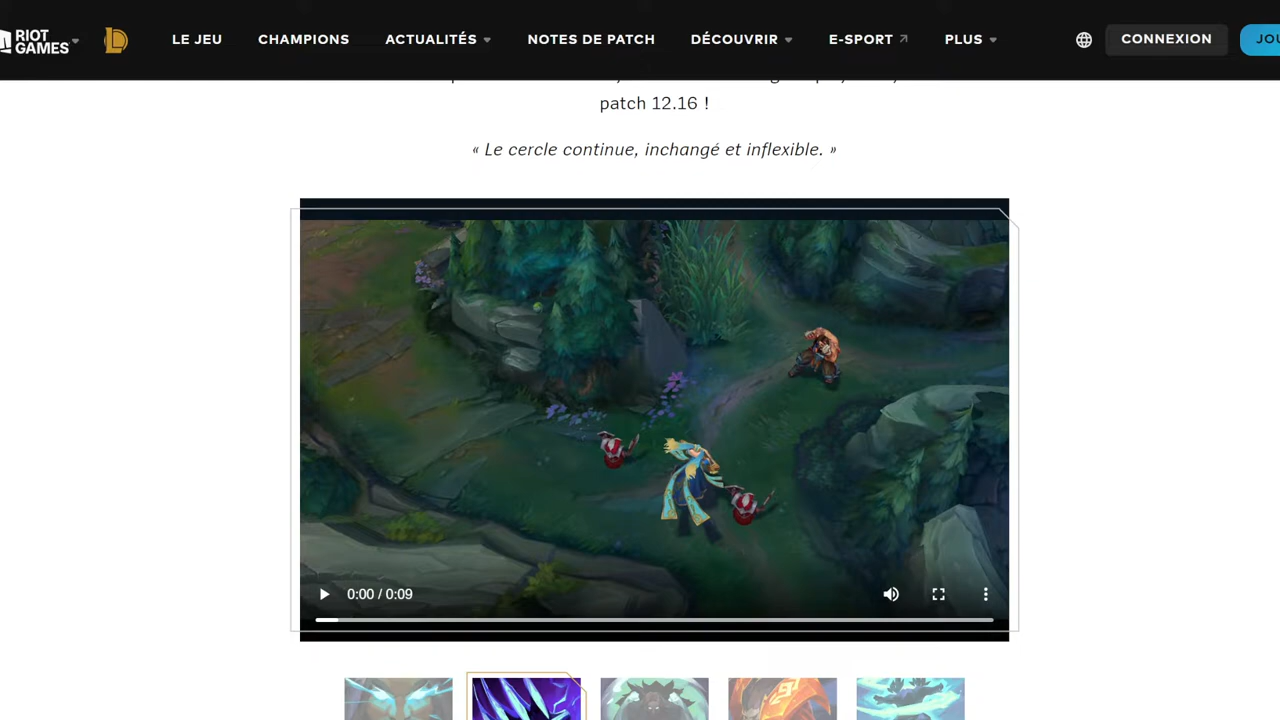 RIOT GAMES
LE JEU CHAMPIONS ACTUALITÉS NOTES DE PATCH DÉCOUVRIR E-SPORT PLUS CONNEXION JOU
patch 12.16 !
« Le cercle continue, inchangé et inflexible. »
0:00 / 0:09